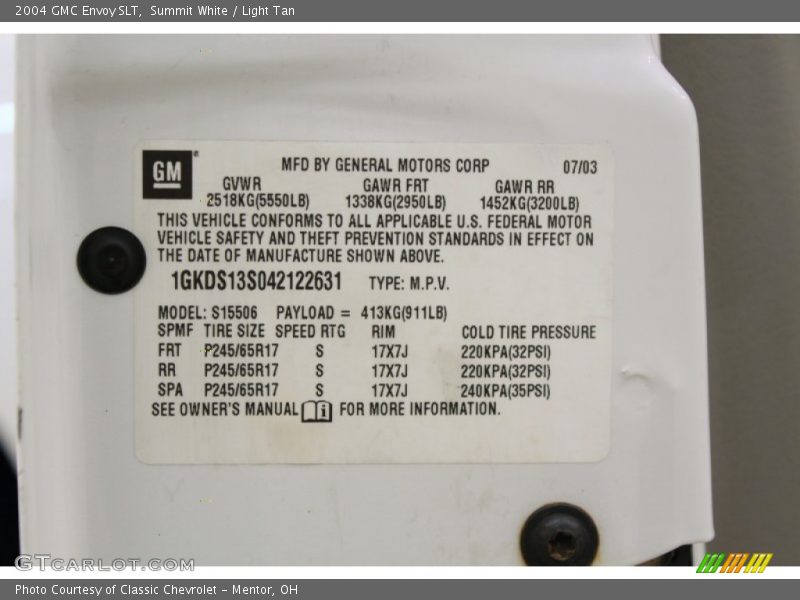 2004 GMC Envoy SLT,  Summit White / Light Tan
GM
MFD BY GENERAL MOTORS CORP 07/03
GVWR GAWR FRT GAWR RR
2518KG(5550LB) 1338KG(2950LB) 1452KG(3200LB)
THIS VEHICLE CONFORMS TO ALL APPLICABLE U.S. FEDERAL MOTOR
VEHICLE SAFETY AND THEFT PREVENTION STANDARDS IN EFFECT ON
THE DATE OF MANUFACTURE SHOWN ABOVE.
1GKDS13S042122631 TYPE: M.P.V.
MODEL: S15506 PAYLOAD = 413KG(911LB)
SPMF TIRE SIZE SPEED RTG RIM COLD TIRE PRESSURE
FRT P245/65R17 S 17X7J 220KPA(32PSI)
RR P245/65R17 S 17X7J 220KPA(32PSI)
SPA P245/65R17 S 17X7J 240KPA(35PSI)
SEE OWNER'S MANUAL i FOR MORE INFORMATION.
GTCarlot.com
Photo Courtesy of Classic Chevrolet - Mentor, OH